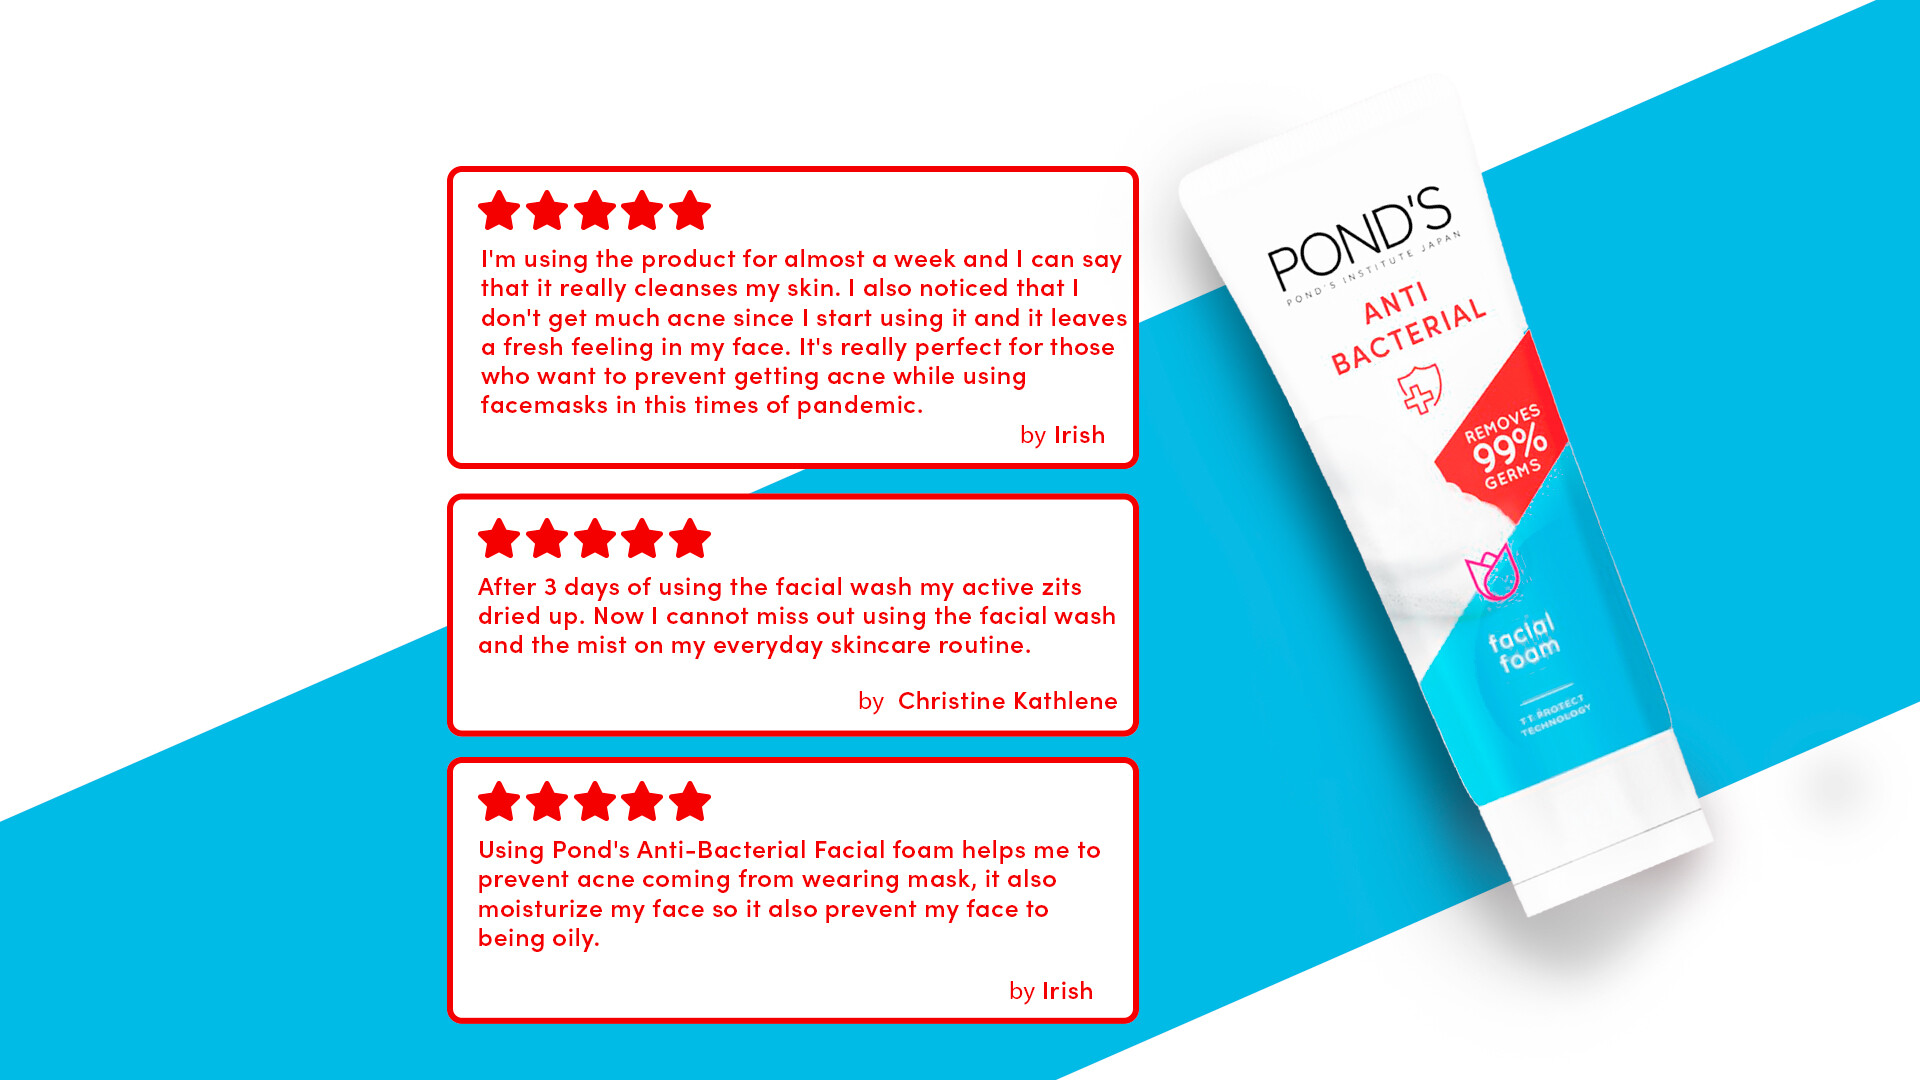 I'm using the product for almost a week and I can say
that it really cleanses my skin. I also noticed that I
don't get much acne since I start using it and it leaves
a fresh feeling in my face. It's really perfect for those
who want to prevent getting acne while using
facemasks in this times of pandemic.
by Irish
After 3 days of using the facial wash my active zits
dried up. Now I cannot miss out using the facial wash
and the mist on my everyday skincare routine.
by Christine Kathlene
Using Pond's Anti-Bacterial Facial foam helps me to
prevent acne coming from wearing mask, it also
moisturize my face so it also prevent my face to
being oily.
by Irish
POND'S
POND'S INSTITUTE JAPAN
ANTI
BACTERIAL
REMOVES
99%
GERMS
facial
foam
TT PROTECT
TECHNOLOGY